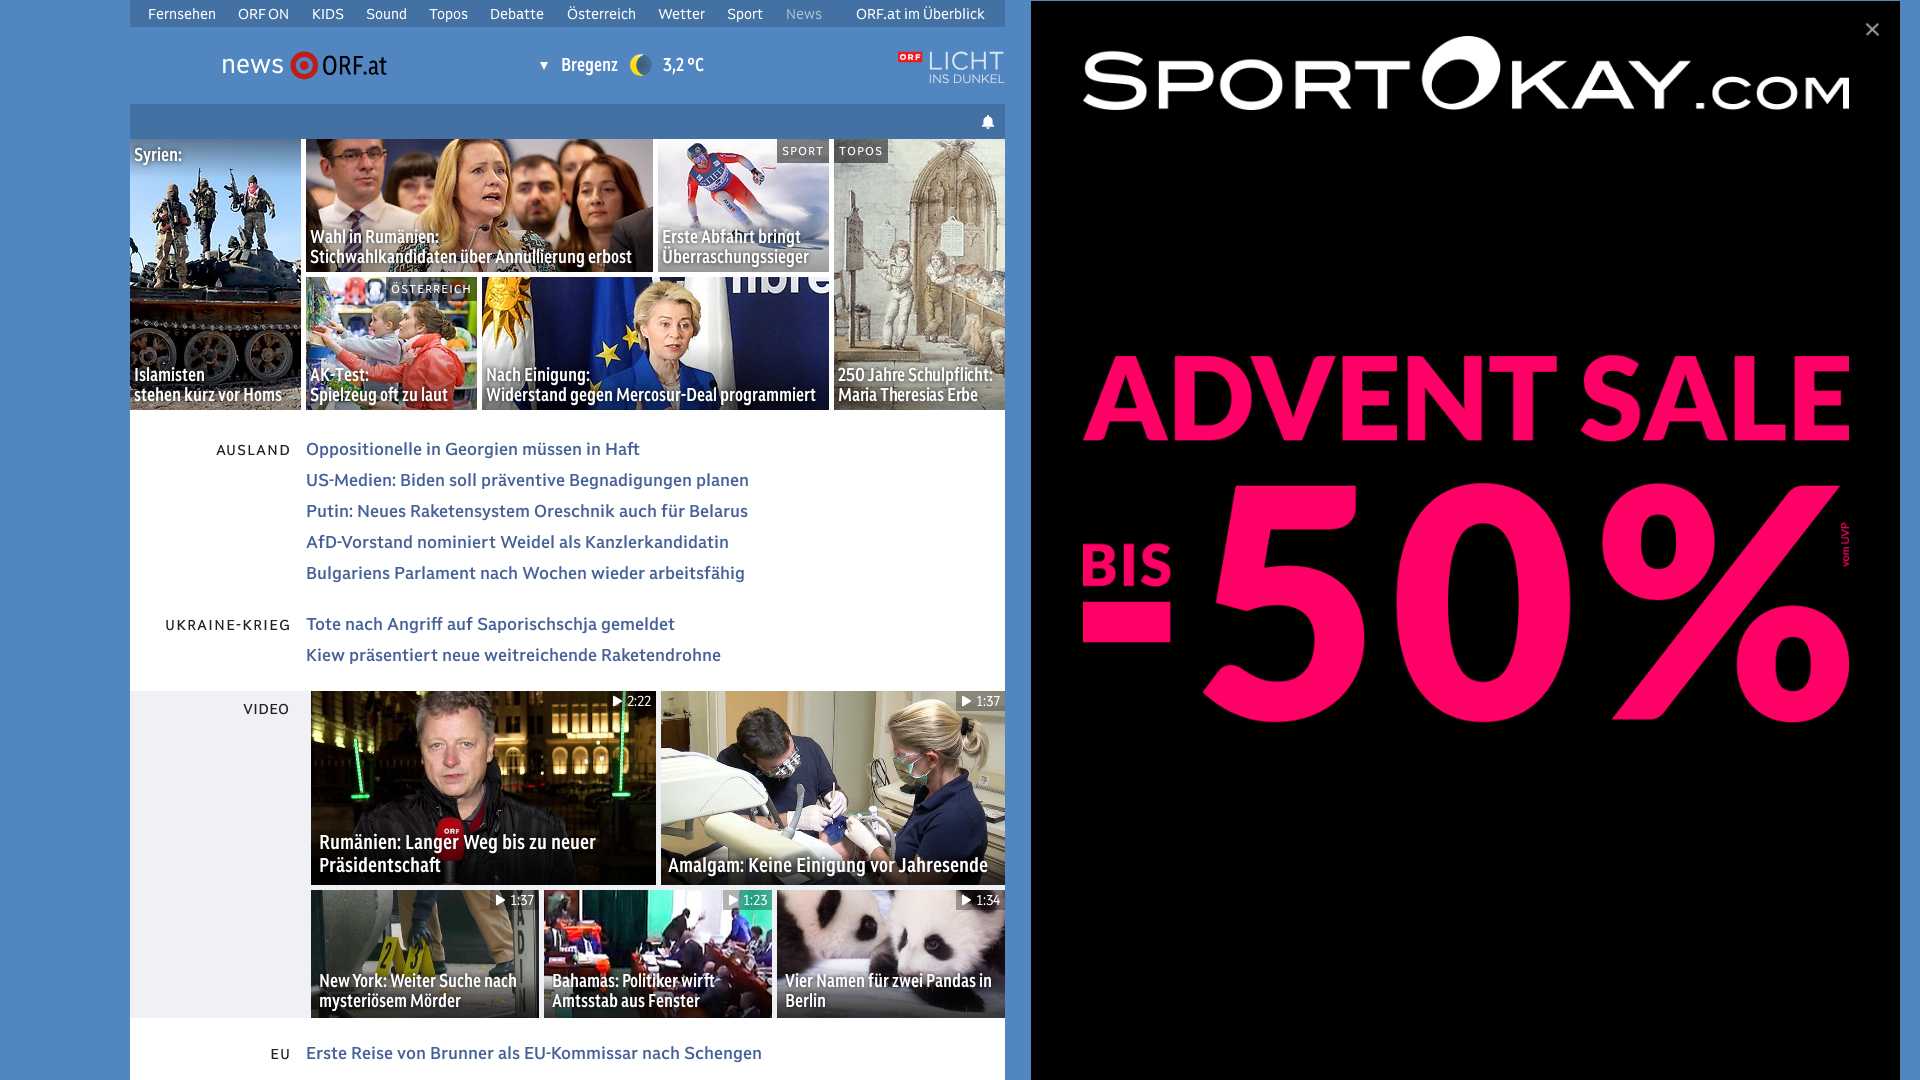 Fernsehen ORF ON KIDS Sound Topos Debatte Österreich Wetter Sport News ORF.at im Überblick
news ORF.at
Bregenz 3,2 °C
ORF LICHT
INS DUNKEL
Syrien:
Islamisten
stehen kurz vor Homs
Wahl in Rumänien:
Stichwahlkandidaten über Annullierung erbost
SPORT
Erste Abfahrt bringt
Überraschungssieger
TOPOS
250 Jahre Schulpflicht:
Maria Theresias Erbe
ÖSTERREICH
AK-Test:
Spielzeug oft zu laut
Nach Einigung:
Widerstand gegen Mercosur-Deal programmiert
AUSLAND
Oppositionelle in Georgien müssen in Haft
US-Medien: Biden soll präventive Begnadigungen planen
Putin: Neues Raketensystem Oreschnik auch für Belarus
AfD-Vorstand nominiert Weidel als Kanzlerkandidatin
Bulgariens Parlament nach Wochen wieder arbeitsfähig
UKRAINE-KRIEG
Tote nach Angriff auf Saporischschja gemeldet
Kiew präsentiert neue weitreichende Raketendrohne
VIDEO
2:22
ORF
Rumänien: Langer Weg bis zu neuer
Präsidentschaft
1:37
Amalgam: Keine Einigung vor Jahresende
1:37
New York: Weiter Suche nach
mysteriösem Mörder
1:23
Bahamas: Politiker wirft
Amtsstab aus Fenster
1:34
Vier Namen für zwei Pandas in
Berlin
EU
Erste Reise von Brunner als EU-Kommissar nach Schengen
SPORTOKAY.COM
ADVENT SALE
BIS
-50%
vom UVP